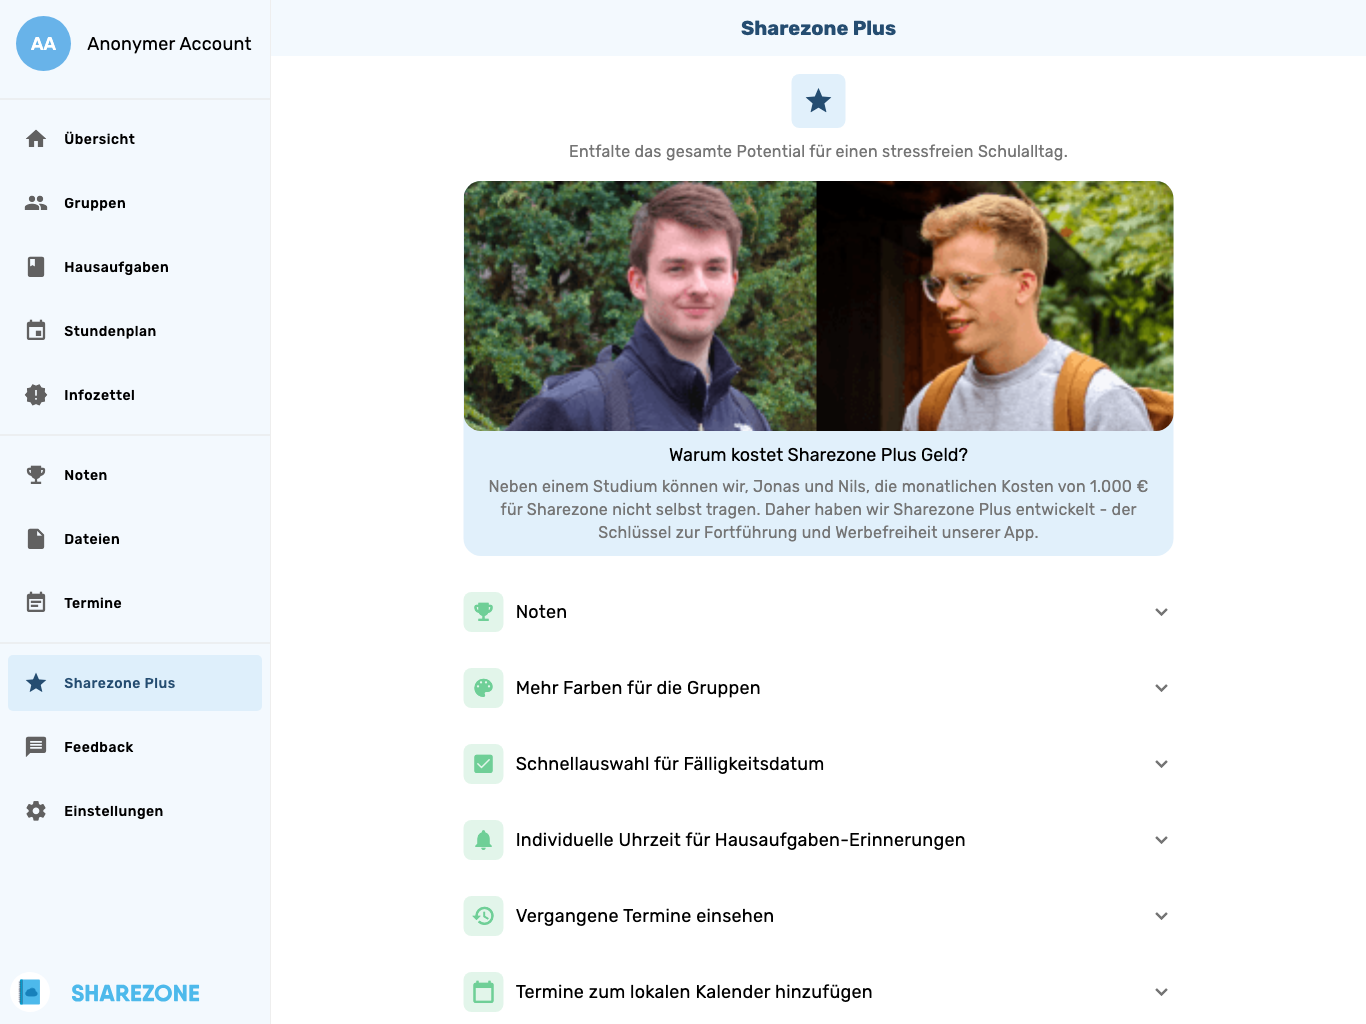 AA
Anonymer Account
Übersicht
Gruppen
Hausaufgaben
Stundenplan
Infozettel
Noten
Dateien
Termine
Sharezone Plus
Feedback
Einstellungen
SHAREZONE
Sharezone Plus
Entfalte das gesamte Potential für einen stressfreien Schulalltag.
Warum kostet Sharezone Plus Geld?
Neben einem Studium können wir, Jonas und Nils, die monatlichen Kosten von 1.000 €
für Sharezone nicht selbst tragen. Daher haben wir Sharezone Plus entwickelt - der
Schlüssel zur Fortführung und Werbefreiheit unserer App.
Noten
Mehr Farben für die Gruppen
Schnellauswahl für Fälligkeitsdatum
Individuelle Uhrzeit für Hausaufgaben-Erinnerungen
Vergangene Termine einsehen
Termine zum lokalen Kalender hinzufügen